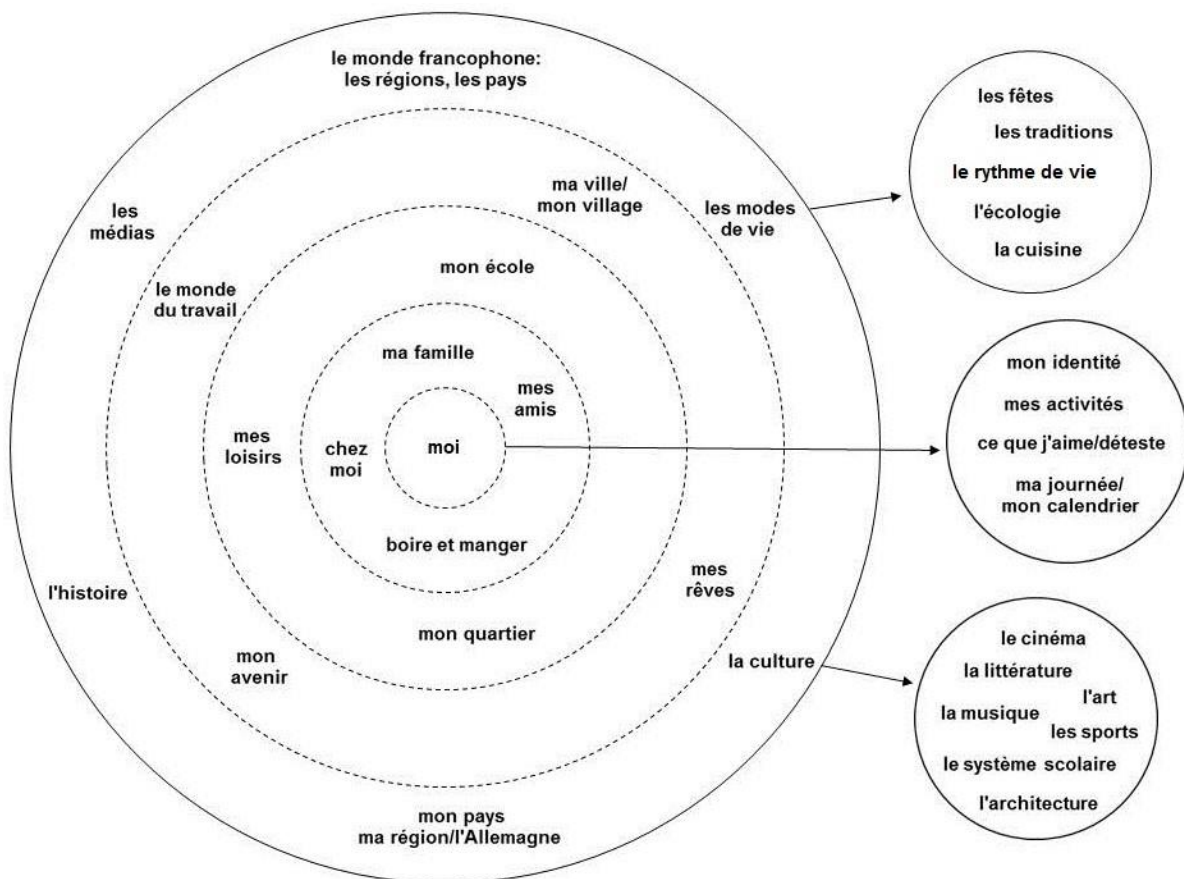 le monde francophone:
les régions, les pays
les
médias
ma ville/
mon village
les modes
de vie
mon école
le monde
du travail
ma famille
mes
amis
mes
loisirs
chez
moi
moi
boire et manger
mes
rêves
l'histoire
mon quartier
mon
avenir
la culture
mon pays
ma région/l'Allemagne
les fêtes
les traditions
le rythme de vie
l'écologie
la cuisine
mon identité
mes activités
ce que j'aime/déteste
ma journée/
mon calendrier
le cinéma
la littérature
l'art
la musique
les sports
le système scolaire
l'architecture